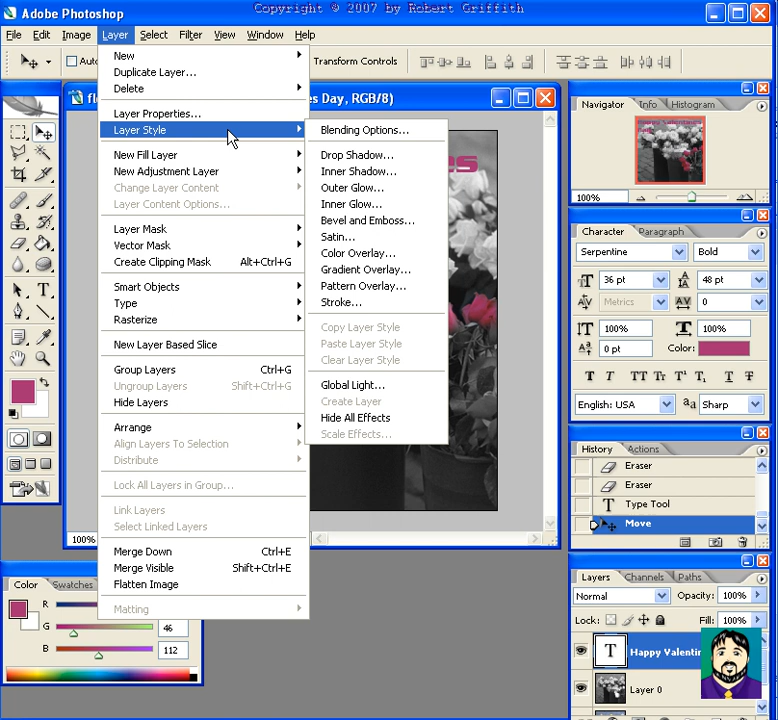 Adobe Photoshop
Copyright © 2007 by Robert Griffith
File Edit Image Layer Select Filter View Window Help
Transform Controls
es Day, RGB/8)
New
Duplicate Layer...
Delete
Layer Properties...
Layer Style
New Fill Layer
New Adjustment Layer
Change Layer Content
Layer Content Options...
Layer Mask
Vector Mask
Create Clipping Mask Alt+Ctrl+G
Smart Objects
Type
Rasterize
New Layer Based Slice
Group Layers Ctrl+G
Ungroup Layers Shift+Ctrl+G
Hide Layers
Arrange
Align Layers To Selection
Distribute
Lock All Layers in Group...
Link Layers
Select Linked Layers
Merge Down Ctrl+E
Merge Visible Shift+Ctrl+E
Flatten Image
Matting
Blending Options...
Drop Shadow...
Inner Shadow...
Outer Glow...
Inner Glow...
Bevel and Emboss...
Satin...
Color Overlay...
Gradient Overlay...
Pattern Overlay...
Stroke...
Copy Layer Style
Paste Layer Style
Clear Layer Style
Global Light...
Create Layer
Hide All Effects
Scale Effects...
es
100%
Navigator Info Histogram
Happy Valentines
100%
Character Paragraph
Serpentine Bold
36 pt 48 pt
Metrics 0
100% 100%
0 pt Color:
T T TT Tr T¹ T₁ T T
English: USA aa Sharp
History Actions
Eraser
Eraser
Type Tool
Move
Layers Channels Paths
Normal Opacity: 100%
Lock: Fill: 100%
T Happy Valentin
Layer 0
Color Swatches
R
G 46
B 112